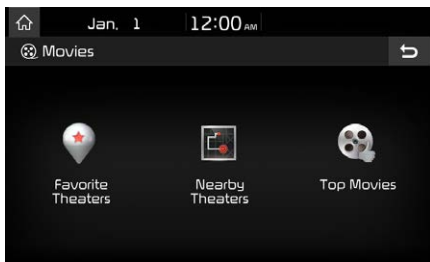 Jan. 1 12:00 AM
Movies
Favorite
Theaters
Nearby
Theaters
Top Movies